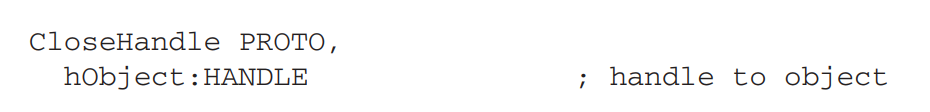 CloseHandle PROTO,
hObject:HANDLE ; handle to object